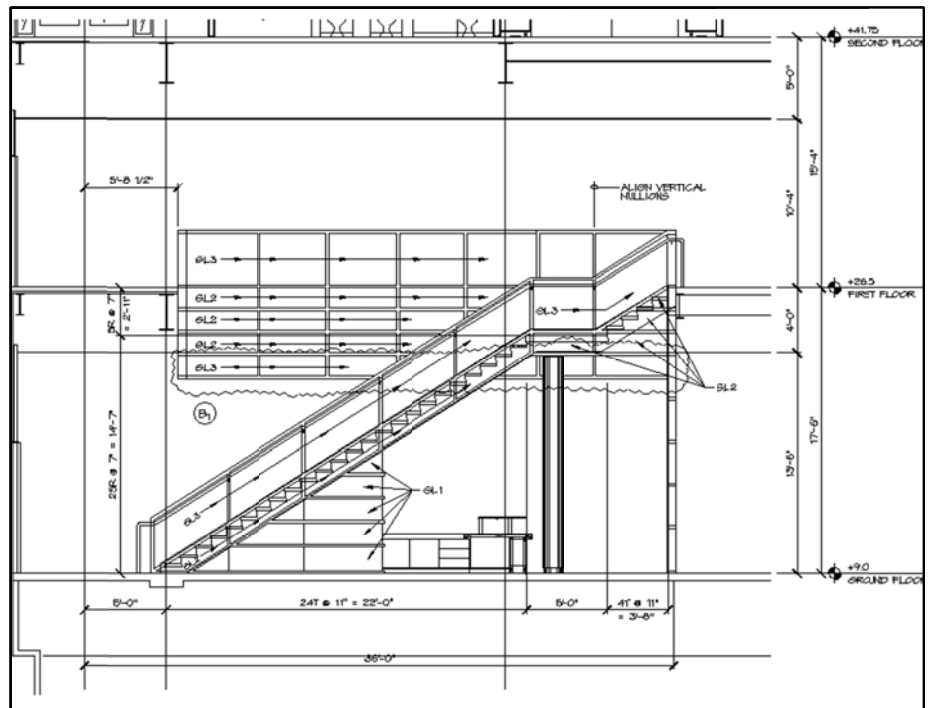 +41.75
SECOND FLOOR
5'-0"
15'-4"
10'-4"
5'-8 1/2"
ALIGN VERTICAL
MULLIONS
GL3
GL2
GL2
GL2
GL3
GL3
GL2
+26.5
FIRST FLOOR
5R @ 7"
= 2'-11"
4'-0"
B1
25R @ 7" = 14'-7"
GL3
GL1
13'-6"
17'-6"
+9.0
GROUND FLOOR
5'-0"
24T @ 11" = 22'-0"
5'-0"
4T @ 11"
= 3'-8"
36'-0"